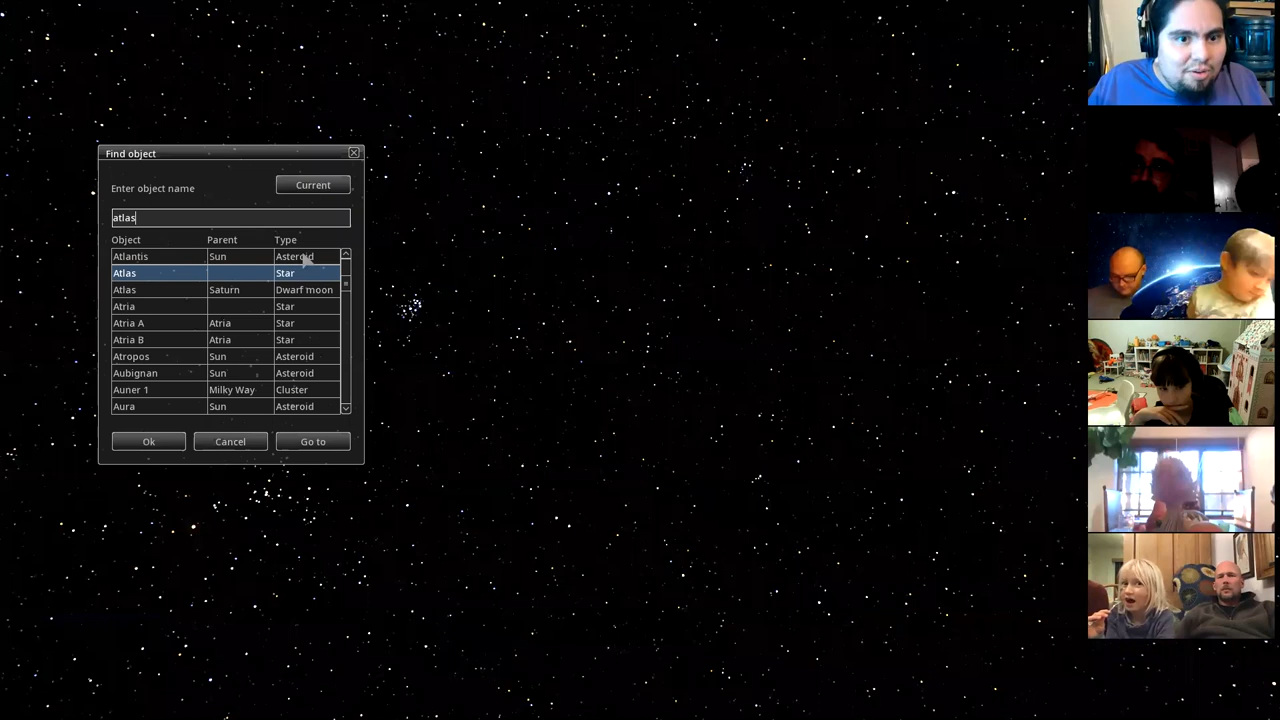 Find object
Enter object name
Current
atlas
Object Parent Type
Atlantis Sun Asteroid
Atlas Star
Atlas Saturn Dwarf moon
Atria Star
Atria A Atria Star
Atria B Atria Star
Atropos Sun Asteroid
Aubignan Sun Asteroid
Auner 1 Milky Way Cluster
Aura Sun Asteroid
Ok Cancel Go to